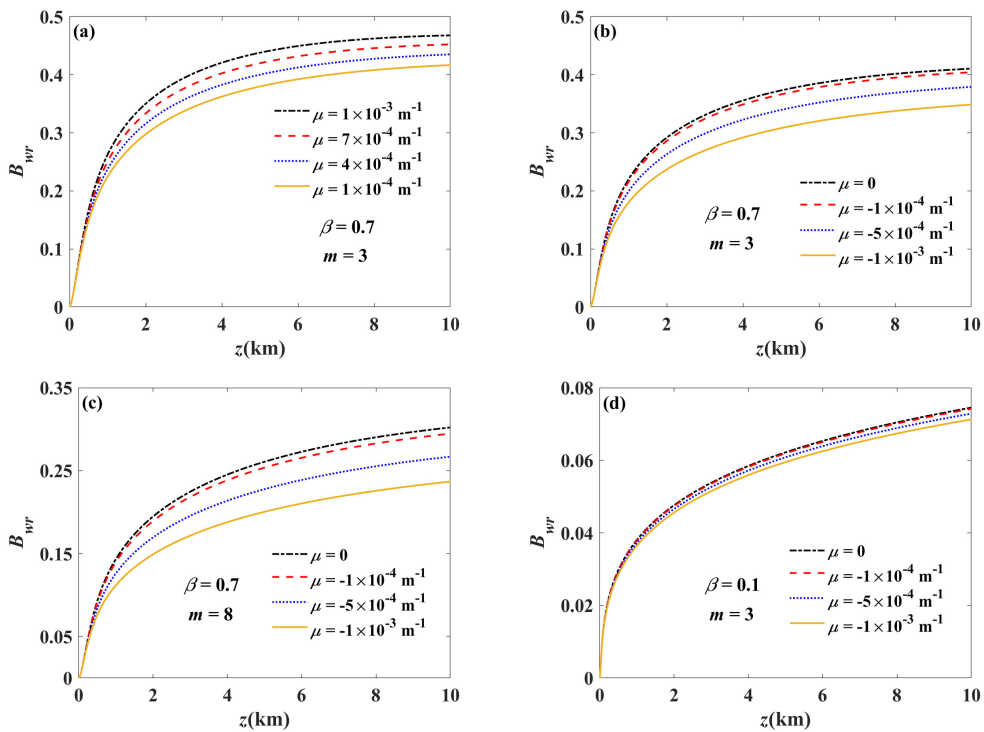 (a)
0.5
0.4
0.3
0.2
0.1
0
B_wr
μ = 1×10⁻³ m⁻¹
μ = 7×10⁻⁴ m⁻¹
μ = 4×10⁻⁴ m⁻¹
μ = 1×10⁻⁴ m⁻¹
β = 0.7
m = 3
0 2 4 6 8 10
z(km)
(b)
0.5
0.4
0.3
0.2
0.1
0
B_wr
μ = 0
μ = -1×10⁻⁴ m⁻¹
μ = -5×10⁻⁴ m⁻¹
μ = -1×10⁻³ m⁻¹
β = 0.7
m = 3
0 2 4 6 8 10
z(km)
(c)
0.35
0.25
0.15
0.05
0
B_wr
μ = 0
μ = -1×10⁻⁴ m⁻¹
μ = -5×10⁻⁴ m⁻¹
μ = -1×10⁻³ m⁻¹
β = 0.7
m = 8
0 2 4 6 8 10
z(km)
(d)
0.08
0.06
0.04
0.02
0
B_wr
μ = 0
μ = -1×10⁻⁴ m⁻¹
μ = -5×10⁻⁴ m⁻¹
μ = -1×10⁻³ m⁻¹
β = 0.1
m = 3
0 2 4 6 8 10
z(km)